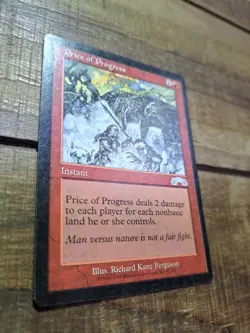 Price of Progress
Instant
Price of Progress deals 2 damage
to each player for each nonbasic
land he or she controls.
Man versus nature is not a fair fight.
Illus. Richard Kane Ferguson